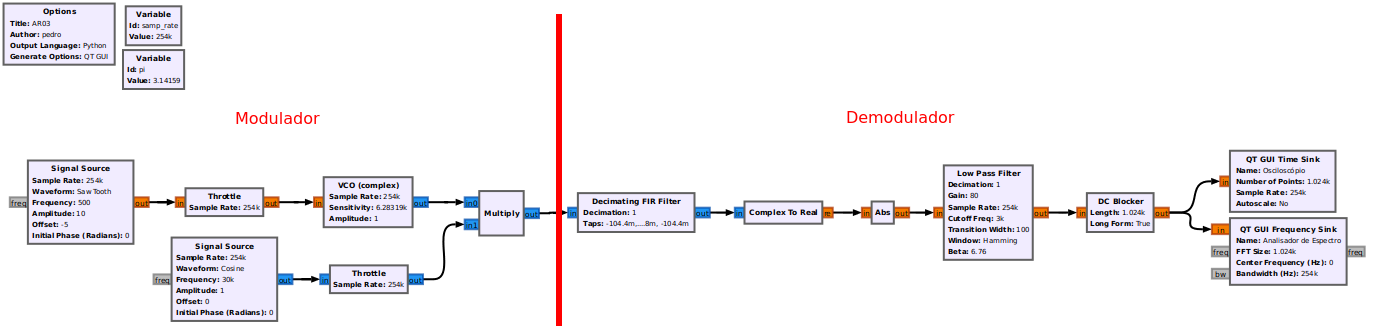 Options
Title: AR03
Author: pedro
Output Language: Python
Generate Options: QT GUI
Variable
Id: samp_rate
Value: 254k
Variable
Id: pi
Value: 3.14159
Modulador
Demodulador
Signal Source
Sample Rate: 254k
Waveform: Saw Tooth
Frequency: 500
Amplitude: 10
Offset: -5
Initial Phase (Radians): 0
freq
out
Throttle
Sample Rate: 254k
in
out
VCO (complex)
Sample Rate: 254k
Sensitivity: 6.28319k
Amplitude: 1
in
out
Signal Source
Sample Rate: 254k
Waveform: Cosine
Frequency: 30k
Amplitude: 1
Offset: 0
Initial Phase (Radians): 0
freq
out
Throttle
Sample Rate: 254k
in
out
Multiply
in0
in1
out
Decimating FIR Filter
Decimation: 1
Taps: -104.4m,....8m, -104.4m
in
out
Complex To Real
in
re
Abs
in
out
Low Pass Filter
Decimation: 1
Gain: 80
Sample Rate: 254k
Cutoff Freq: 3k
Transition Width: 100
Window: Hamming
Beta: 6.76
in
out
DC Blocker
Length: 1.024k
Long Form: True
in
out
QT GUI Time Sink
Name: Osciloscópio
Number of Points: 1.024k
Sample Rate: 254k
Autoscale: No
in
QT GUI Frequency Sink
Name: Analisador de Espectro
FFT Size: 1.024k
Center Frequency (Hz): 0
Bandwidth (Hz): 254k
in
freq
bw
freq